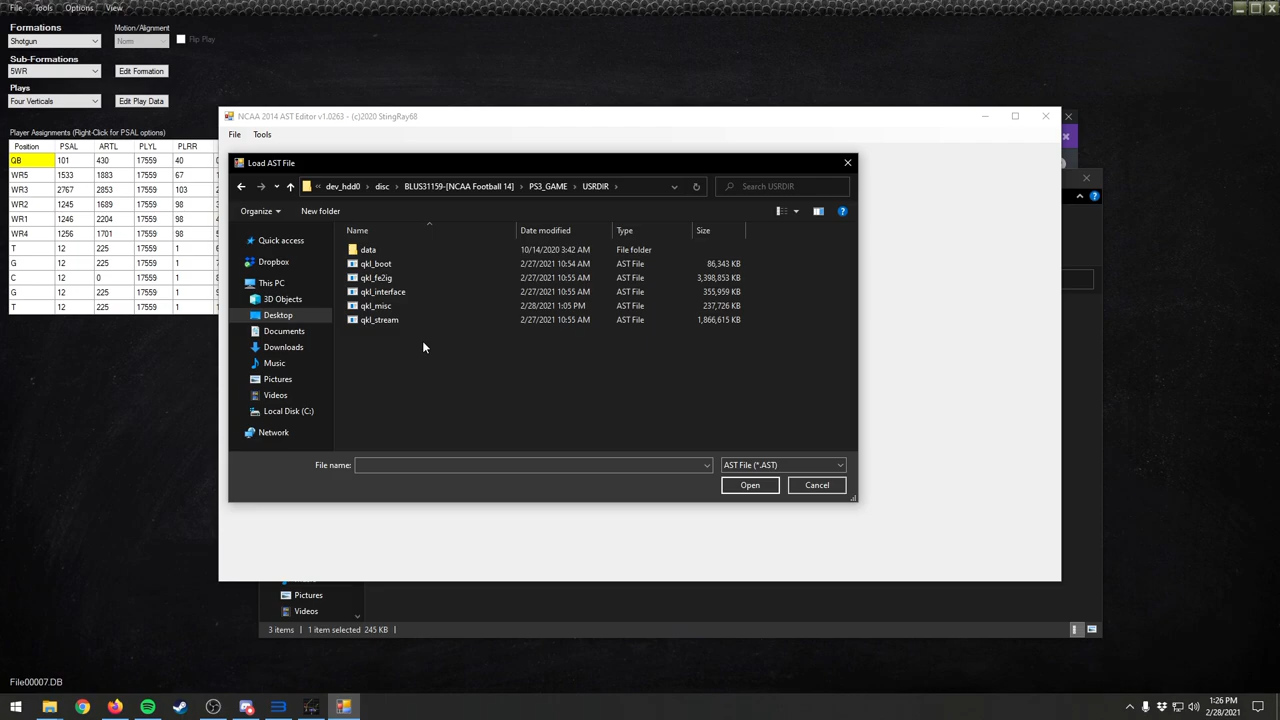 File Tools Options View
Formations Motion/Alignment
Shotgun Norm Flip Play
Sub-Formations
5WR Edit Formation
Plays
Four Verticals Edit Play Data
Player Assignments (Right-Click for PSAL options)
Position PSAL ARTL PLYL PLRR
QB 101 430 17559 40
WR5 1533 1883 17559 67
WR3 2767 2853 17559 103
WR2 1245 1689 17559 98
WR1 1246 2204 17559 98
WR4 1256 1701 17559 98
T 12 225 17559 1
G 12 225 17559 1
C 12 0 17559 1
G 12 225 17559 1
T 12 225 17559 1
NCAA 2014 AST Editor v1.0263 - (c)2020 StingRay68
File Tools
Load AST File
« dev_hdd0 › disc › BLUS31159-[NCAA Football 14] › PS3_GAME › USRDIR ›
Search USRDIR
Organize New folder
Quick access
Dropbox
This PC
3D Objects
Desktop
Documents
Downloads
Music
Pictures
Videos
Local Disk (C:)
Network
Name Date modified Type Size
data 10/14/2020 3:42 AM File folder
qkl_boot 2/27/2021 10:54 AM AST File 86,343 KB
qkl_fe2ig 2/27/2021 10:55 AM AST File 3,398,853 KB
qkl_interface 2/27/2021 10:55 AM AST File 355,959 KB
qkl_misc 2/28/2021 1:05 PM AST File 237,726 KB
qkl_stream 2/27/2021 10:55 AM AST File 1,866,615 KB
File name: AST File (*.AST)
Open Cancel
Pictures
Videos
3 items 1 item selected 245 KB
File00007.DB
1:26 PM
2/28/2021